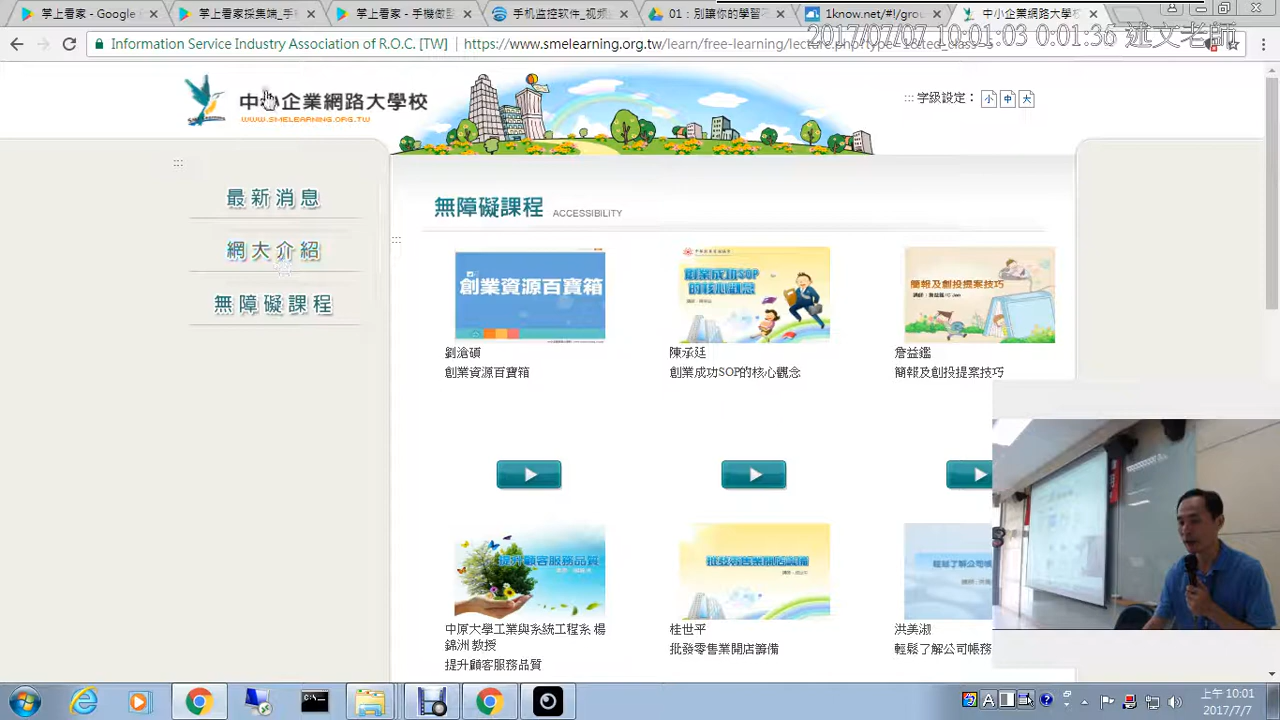 掌上看家 - google
掌上看家採集端_手
掌上看家 - 手機做
手机监控软件_视频
01：別讓你的學習
1know.net/#!/grou
中小企業網路大學校
Information Service Industry Association of R.O.C. [TW]
https://www.smelearning.org.tw/learn/free-learning/lecture.php?type=
2017/07/07 10:01:03 0:01:36 述文老師
中小企業網路大學校
WWW.SMELEARNING.ORG.TW
字級設定：
小 中 大
最新消息
網大介紹
無障礙課程
無障礙課程 ACCESSIBILITY
創業資源百寶箱
創業成功SOP
的核心觀念
簡報及創投提案技巧
劉滄碩
創業資源百寶箱
陳承廷
創業成功SOP的核心觀念
詹益鑑
簡報及創投提案技巧
提升顧客服務品質
批發零售業開店籌備
輕鬆了解公司帳
中原大學工業與系統工程系 楊
錦洲 教授
提升顧客服務品質
桂世平
批發零售業開店籌備
洪美淑
輕鬆了解公司帳務
上午 10:01
2017/7/7